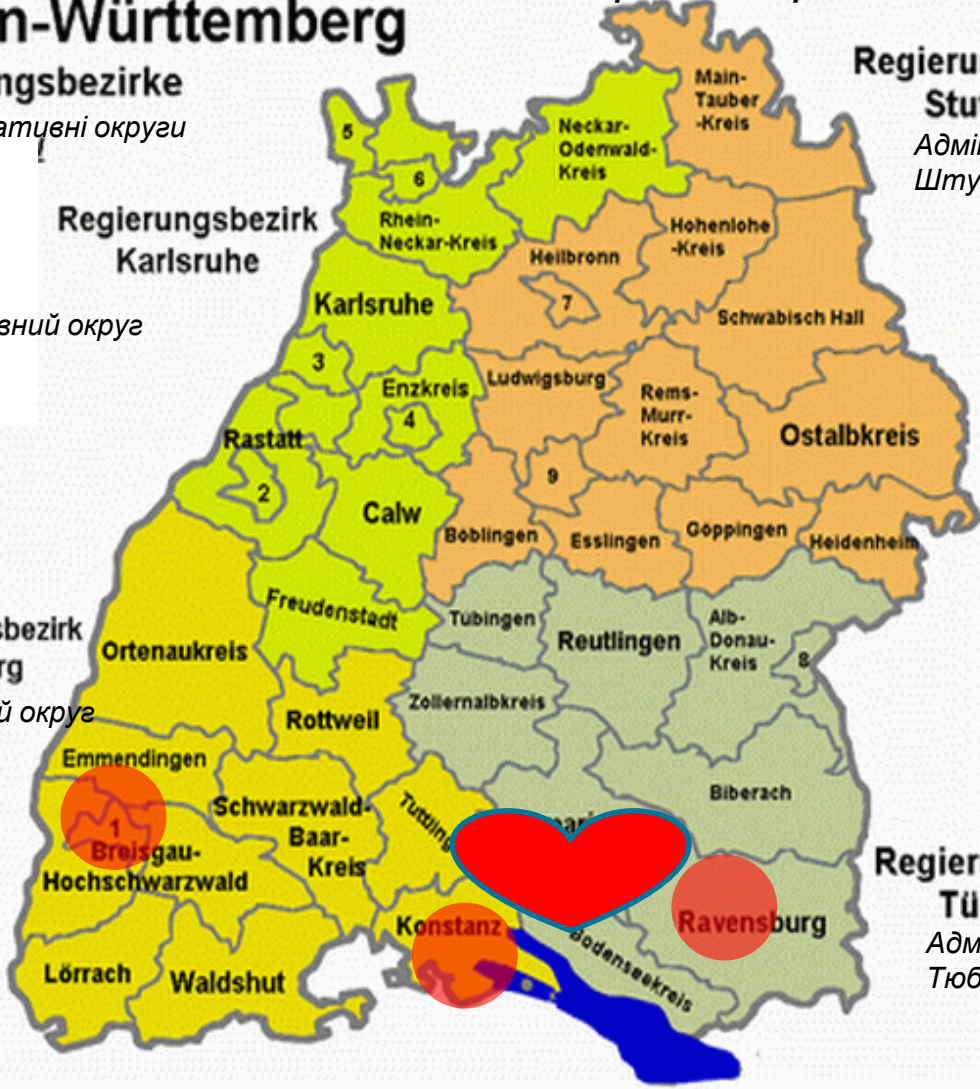 n-Württemberg
ngsbezirke
ативні округи
Regierungsbezirk
Karlsruhe
вний округ
Regieru
Stu
Адмі
Шту
Main-
Tauber
-Kreis
5
Neckar-
Odenwald-
Kreis
6
Rhein-
Neckar-Kreis
Hohenlohe
-Kreis
Heilbronn
7
Karlsruhe
Schwäbisch Hall
3
Enzkreis
4
Ludwigsburg
Rems-
Murr-
Kreis
Ostalbkreis
Rastatt
2
9
Calw
Böblingen
Esslingen
Göppingen
Heidenheim
Freudenstadt
Tübingen
Reutlingen
Alb-
Donau-
Kreis
8
sbezirk
rg
й округ
Ortenaukreis
Zollernalbkreis
Rottweil
Emmendingen
Biberach
Schwarzwald-
Baar-
Kreis
Tuttling
1
Breisgau-
Hochschwarzwald
Konstanz
Ravensburg
Bodenseekreis
Lörrach
Waldshut
Regier
Tü
Адм
Тюб